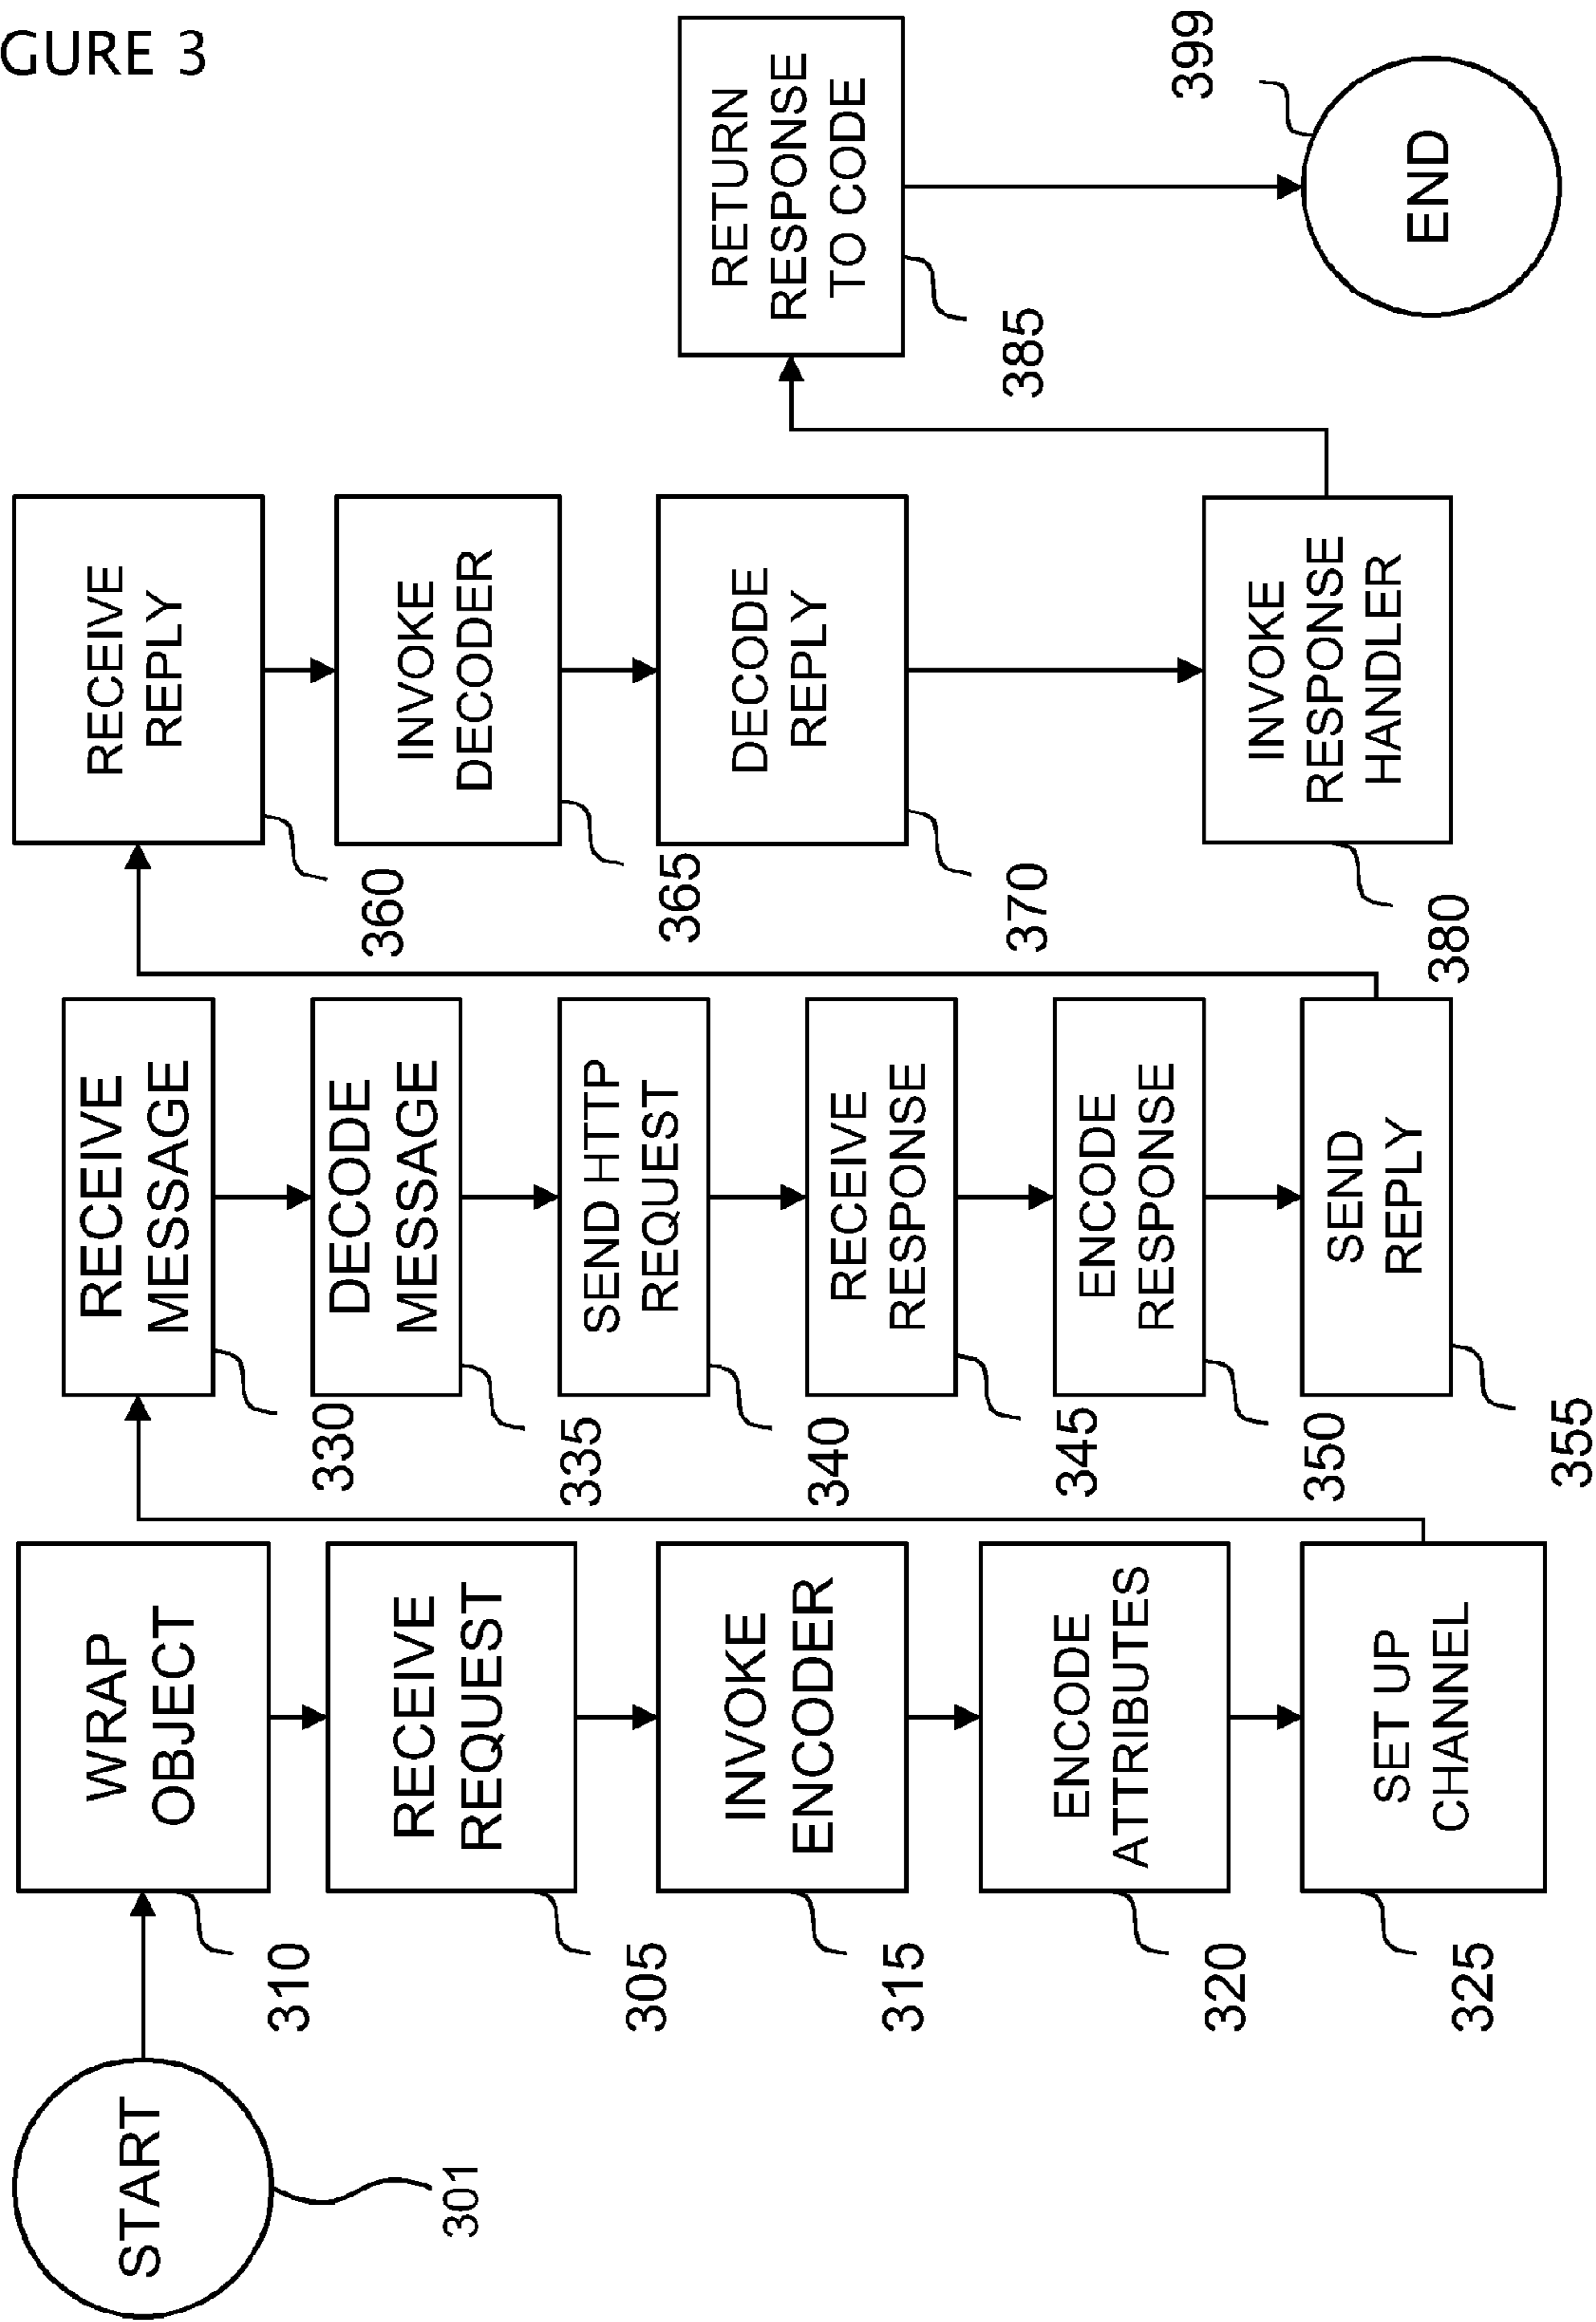 GURE 3
START
301
WRAP
OBJECT
310
RECEIVE
REQUEST
305
INVOKE
ENCODER
315
ENCODE
ATTRIBUTES
320
SET UP
CHANNEL
325
RECEIVE
MESSAGE
330
DECODE
MESSAGE
335
SEND HTTP
REQUEST
340
RECEIVE
RESPONSE
345
ENCODE
RESPONSE
350
SEND
REPLY
355
RECEIVE
REPLY
360
INVOKE
DECODER
365
DECODE
REPLY
370
INVOKE
RESPONSE
HANDLER
380
RETURN
RESPONSE
TO CODE
385
END
399